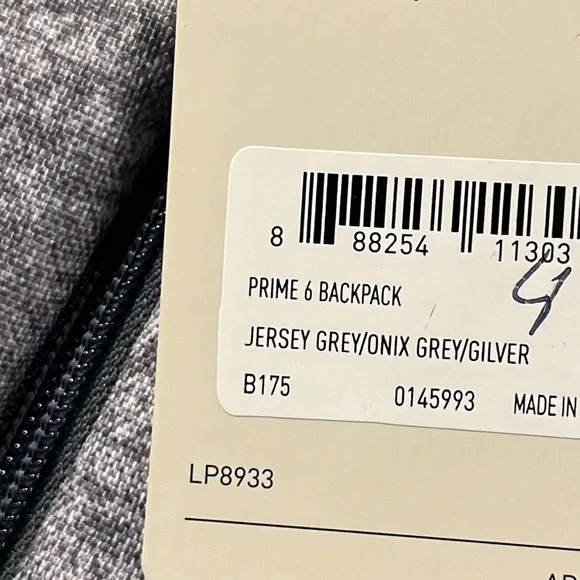 8 88254 11303
PRIME 6 BACKPACK
4
JERSEY GREY/ONIX GREY/GILVER
B175 0145993 MADE IN
LP8933